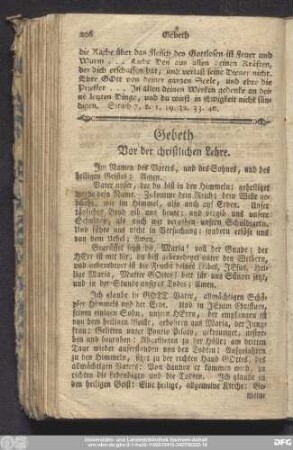 206 Gebeth
die Rache über das Fleisch des Gottlosen ist Feuer und
Wurm ... Liebe Den aus allen deinen Kräften,
der dich erschaffen hat, und verlaß seine Diener nicht.
Ehre GOtt von deiner ganzen Seele, und ehre die
Priester ... In allen deinen Werken gedenke an dei-
ne letzten Dinge, und du wirst in Ewigkeit nicht sün-
digen. Sirach 7, 19. 32. 33. 40.
Gebeth
Vor der christlichen Lehre.
Im Namen des Vaters, und des Sohnes, und des
heiligen Geistes; Amen.
Vater unser, der du bist in den Himmeln; geheiliget
werde dein Name. Zukomme dein Reich; dein Wille ge-
schehe, wie im Himmel, also auch auf Erden. Unser
tägliches Brod gib uns heut; und vergib uns unsere
Schulden, als auch wir vergeben unsern Schuldigern.
Und führe uns nicht in Versuchung; sondern erlöse uns
von dem Uebel; Amen.
Gegrüsset seyst du Maria! voll der Gnade; der
HErr ist mit dir, du bist gebenedeyet unter den Weibern,
und gebenedeyet ist die Frucht deines Leibes, JEsus. Hei-
lige Maria, Mutter GOttes! bitt für uns Sünder jetzt,
und in der Stunde unsers Todes; Amen.
Ich glaube in GOTT Vater, allmächtigen Schö-
pfer Himmels und der Erde. Und in JEsum Christum,
seinen einigen Sohn, unsern HErrn, der empfangen ist
von dem heiligen Geist, geboren aus Maria, der Jung-
frau: Gelitten unter Pontio Pilato, gekreuziget, gestor-
ben und begraben: Abgestiegen zu der Höllen; am dritten
Tage wieder auferstanden von den Todten: Aufgefahren
zu den Himmeln, sitzt zu der rechten Hand GOttes, des
allmächtigen Vaters: Von dannen er kommen wird, zu
richten die Lebendigen und die Todten. Ich glaube in
den heiligen Geist: Eine heilige, allgemeine Kirche: Ge-
meine